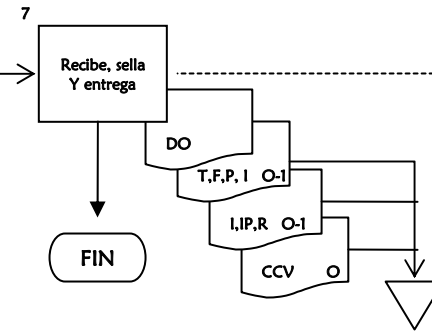 7
Recibe, sella
Y entrega
DO
T,F,P, I O-1
I,IP,R O-1
FIN
CCV O